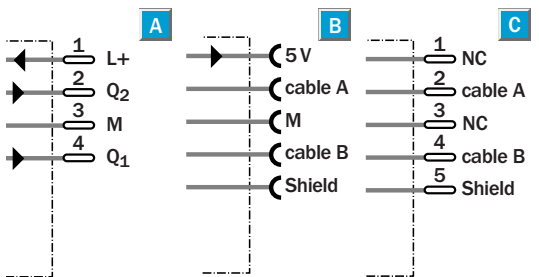 A
1 L+
2 Q2
3 M
4 Q1
B
5 V
cable A
M
cable B
Shield
C
1 NC
2 cable A
3 NC
4 cable B
5 Shield